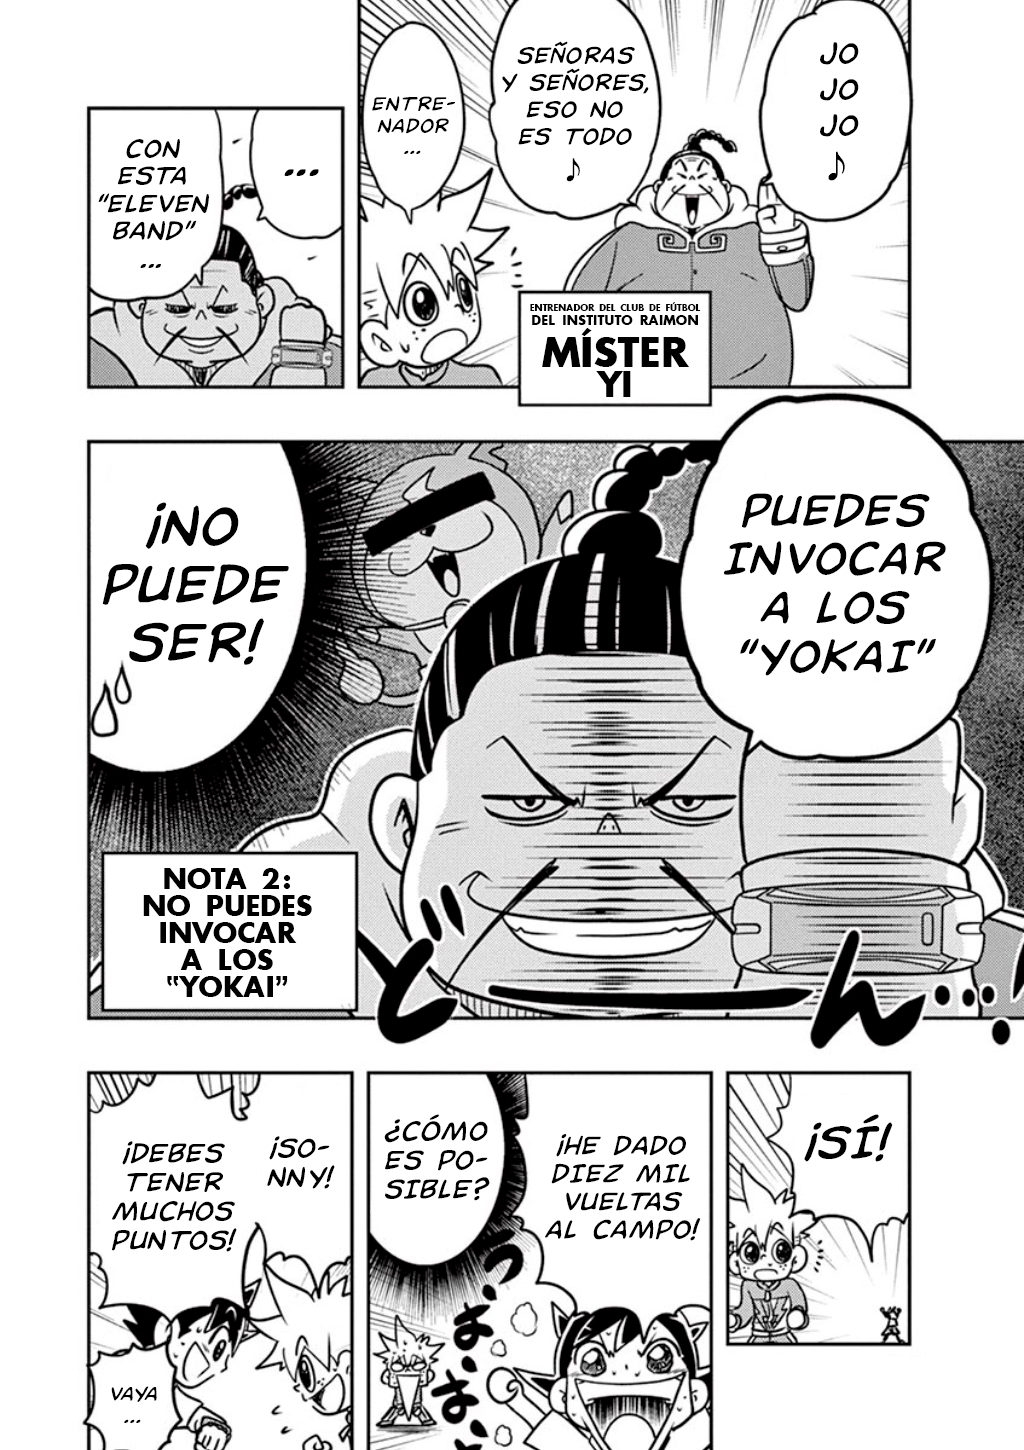 JO
JO
JO
♪
SEÑORAS
Y SEÑORES,
ESO NO
ES TODO
♪
ENTRE-
NADOR
...
ENTRENADOR DEL CLUB DE FÚTBOL
DEL INSTITUTO RAIMON
MÍSTER
YI
...
CON
ESTA
"ELEVEN
BAND"
...
PUEDES
INVOCAR
A LOS
"YOKAI"
¡NO
PUEDE
SER!
NOTA 2:
NO PUEDES
INVOCAR
A LOS
"YOKAI"
どーん...!
¡SÍ!
¡HE DADO
DIEZ MIL
VUELTAS
AL CAMPO!
¿CÓMO
ES PO-
SIBLE?
¡SO-
NNY!
¡DEBES
TENER
MUCHOS
PUNTOS!
VAYA
...